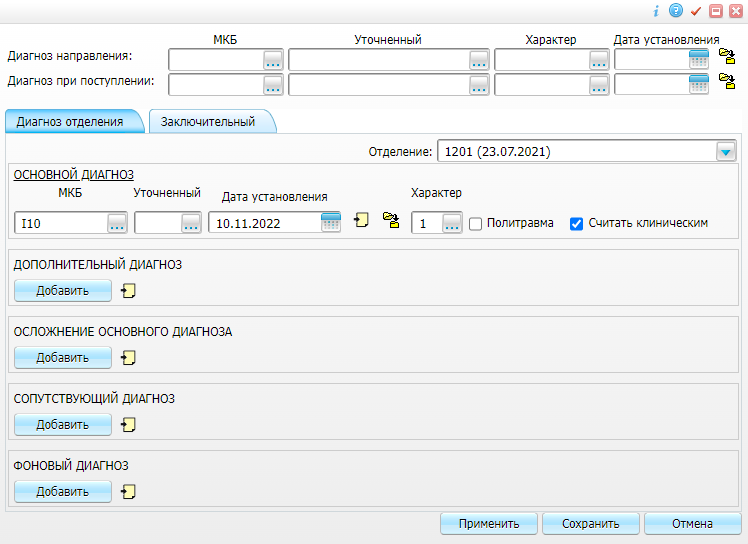 МКБ Уточненный Характер Дата установления
Диагноз направления:
Диагноз при поступлении:
Диагноз отделения Заключительный
Отделение: 1201 (23.07.2021)
ОСНОВНОЙ ДИАГНОЗ
МКБ Уточненный Дата установления Характер
I10 10.11.2022 1 Политравма Считать клиническим
ДОПОЛНИТЕЛЬНЫЙ ДИАГНОЗ
Добавить
ОСЛОЖНЕНИЕ ОСНОВНОГО ДИАГНОЗА
Добавить
СОПУТСТВУЮЩИЙ ДИАГНОЗ
Добавить
ФОНОВЫЙ ДИАГНОЗ
Добавить
Применить Сохранить Отмена